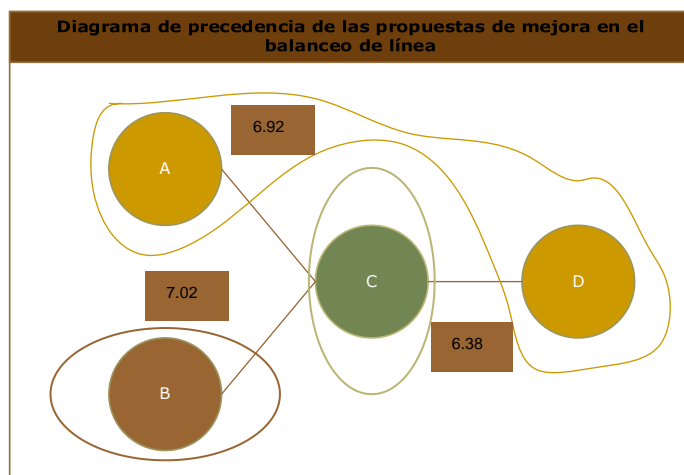 Diagrama de precedencia de las propuestas de mejora en el
balanceo de línea
6.92
A
7.02
C
D
6.38
B